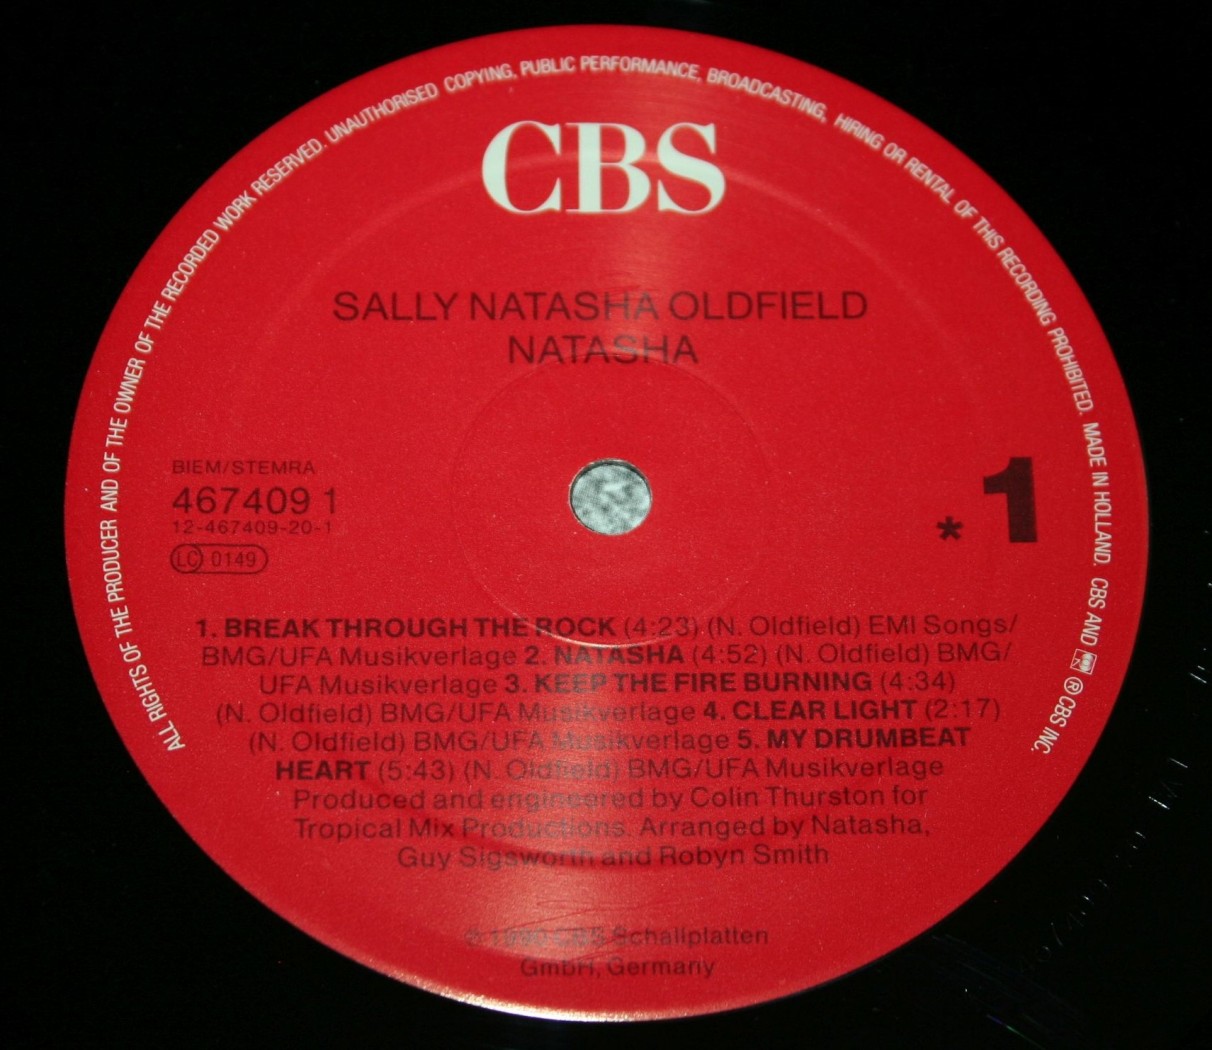 ALL RIGHTS OF THE PRODUCER AND OF THE OWNER OF THE RECORDED WORK RESERVED. UNAUTHORISED COPYING, PUBLIC PERFORMANCE, BROADCASTING, HIRING OR RENTAL OF THIS RECORDING PROHIBITED. MADE IN HOLLAND. CBS AND ℗ CBS INC.
CBS
SALLY NATASHA OLDFIELD
NATASHA
BIEM/STEMRA
467409 1
12-467409-20-1
LC 0149
* 1
1. BREAK THROUGH THE ROCK (4:23) (N. Oldfield) EMI Songs/
BMG/UFA Musikverlage 2. NATASHA (4:52) (N. Oldfield) BMG/
UFA Musikverlage 3. KEEP THE FIRE BURNING (4:34)
(N. Oldfield) BMG/UFA Musikverlage 4. CLEAR LIGHT (2:17)
(N. Oldfield) BMG/UFA Musikverlage 5. MY DRUMBEAT
HEART (5:43) (N. Oldfield) BMG/UFA Musikverlage
Produced and engineered by Colin Thurston for
Tropical Mix Productions. Arranged by Natasha,
Guy Sigsworth and Robyn Smith
℗ 1990 CBS Schallplatten
GmbH, Germany